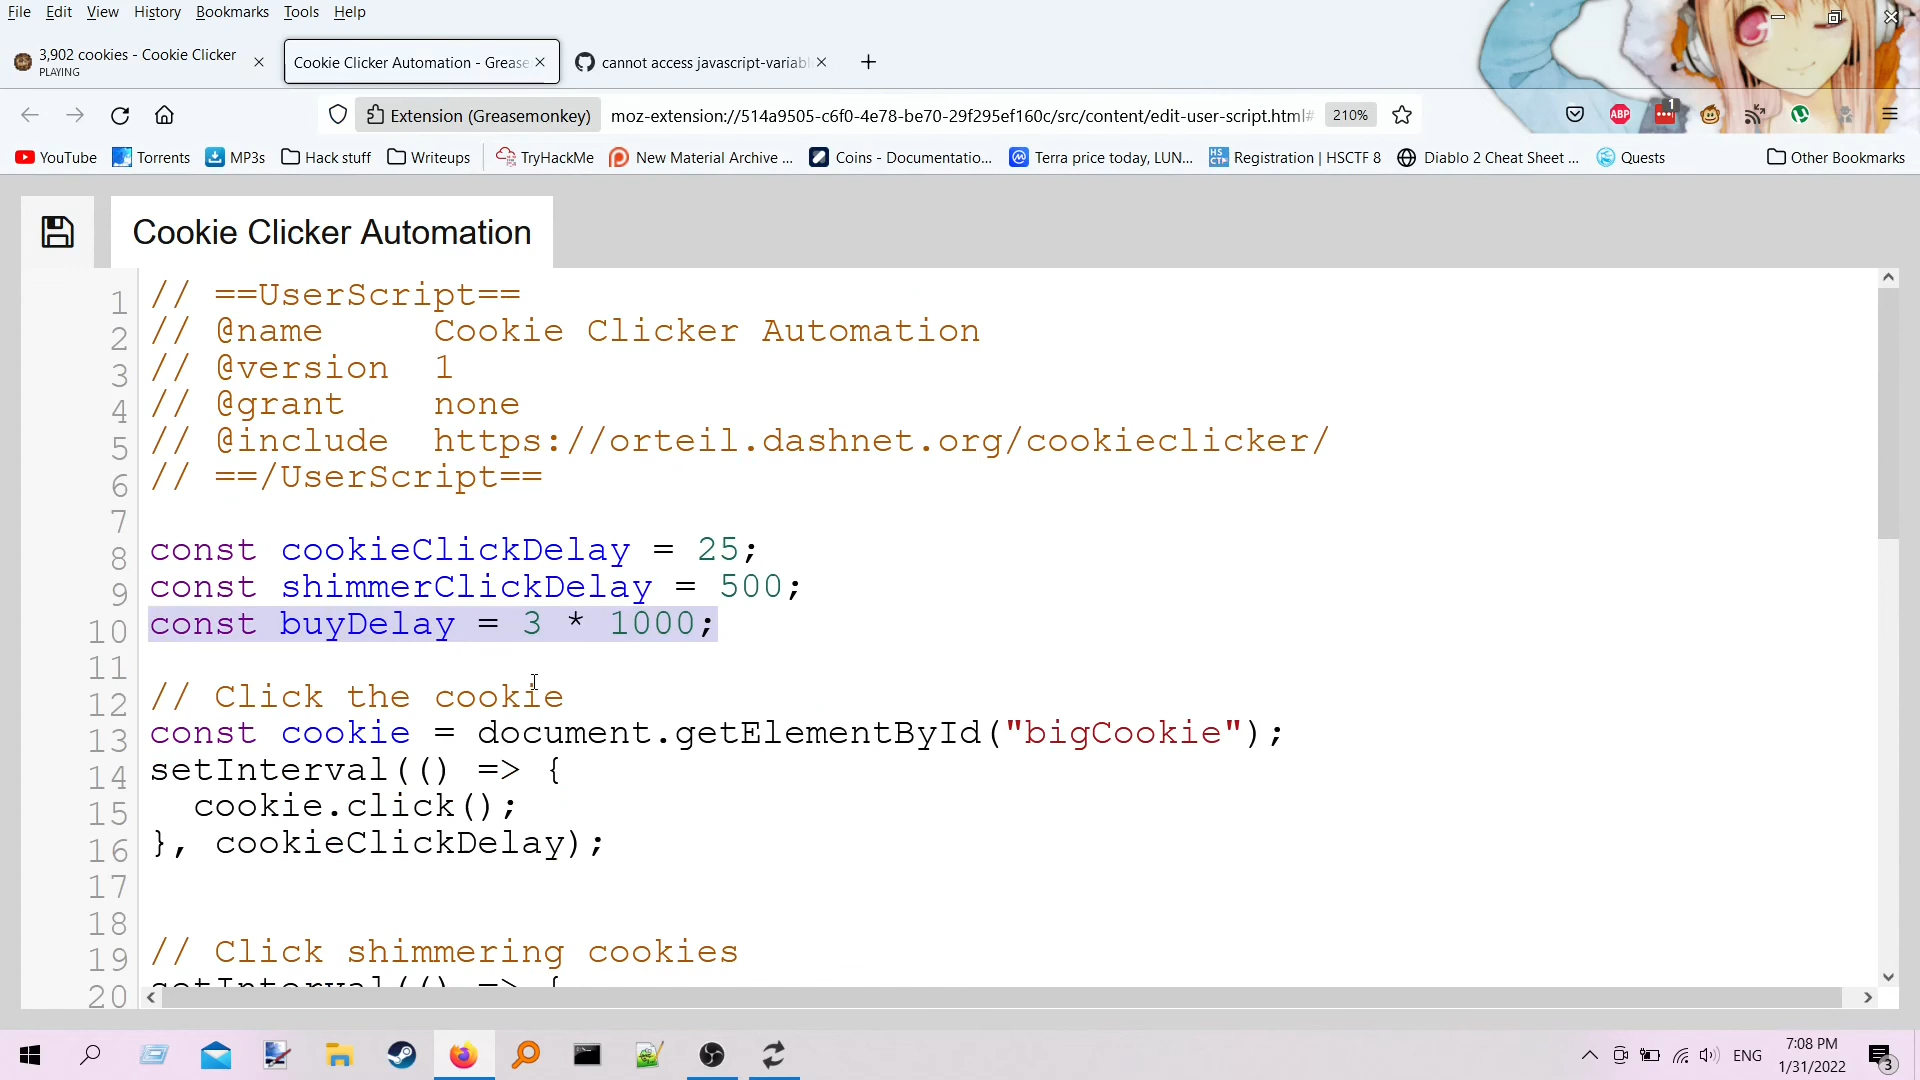 File Edit View History Bookmarks Tools Help
3,902 cookies - Cookie Clicker
PLAYING
Cookie Clicker Automation - Grease
cannot access javascript-variabl
Extension (Greasemonkey) moz-extension://514a9505-c6f0-4e78-be70-29f295ef160c/src/content/edit-user-script.html# 210% ABP 1
YouTube Torrents MP3s Hack stuff Writeups TryHackMe New Material Archive ... Coins - Documentatio... Terra price today, LUN... Registration | HSCTF 8 Diablo 2 Cheat Sheet ... Quests Other Bookmarks
Cookie Clicker Automation
1 // ==UserScript==
2 // @name     Cookie Clicker Automation
3 // @version  1
4 // @grant    none
5 // @include  https://orteil.dashnet.org/cookieclicker/
6 // ==/UserScript==
7
8 const cookieClickDelay = 25;
9 const shimmerClickDelay = 500;
10 const buyDelay = 3 * 1000;
11
12 // Click the cookie
13 const cookie = document.getElementById("bigCookie");
14 setInterval(() => {
15   cookie.click();
16 }, cookieClickDelay);
17
18
19 // Click shimmering cookies
20 setInterval(() => {
ENG
7:08 PM
1/31/2022
3